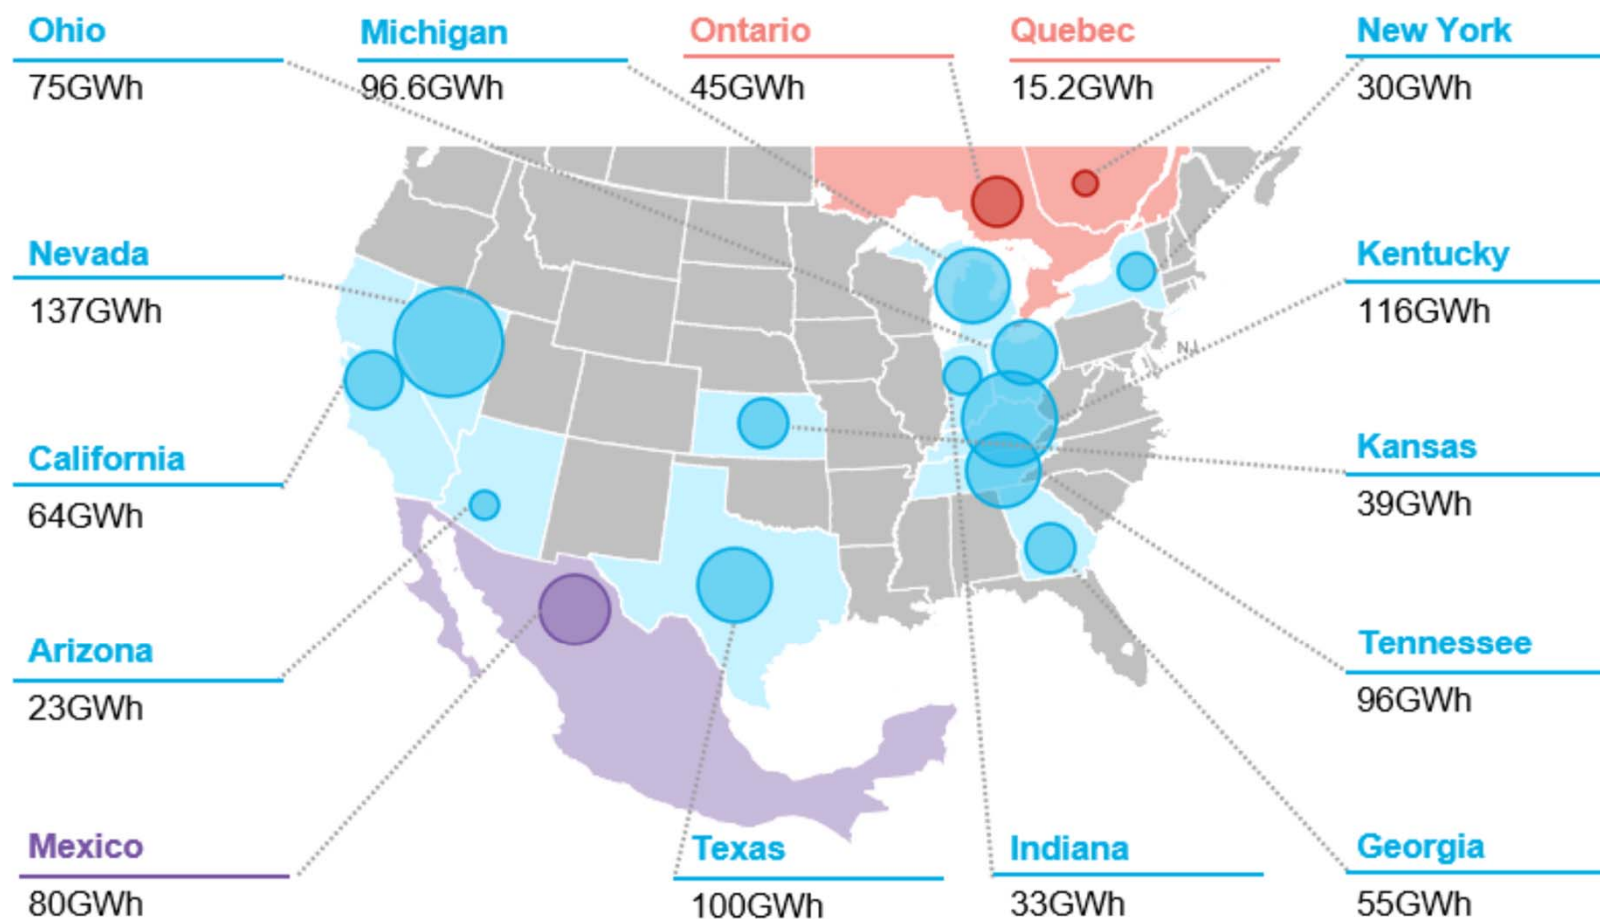 Ohio
75GWh
Michigan
96.6GWh
Ontario
45GWh
Quebec
15.2GWh
New York
30GWh
Nevada
137GWh
Kentucky
116GWh
NJ
California
64GWh
Kansas
39GWh
Arizona
23GWh
Tennessee
96GWh
Mexico
80GWh
Texas
100GWh
Indiana
33GWh
Georgia
55GWh